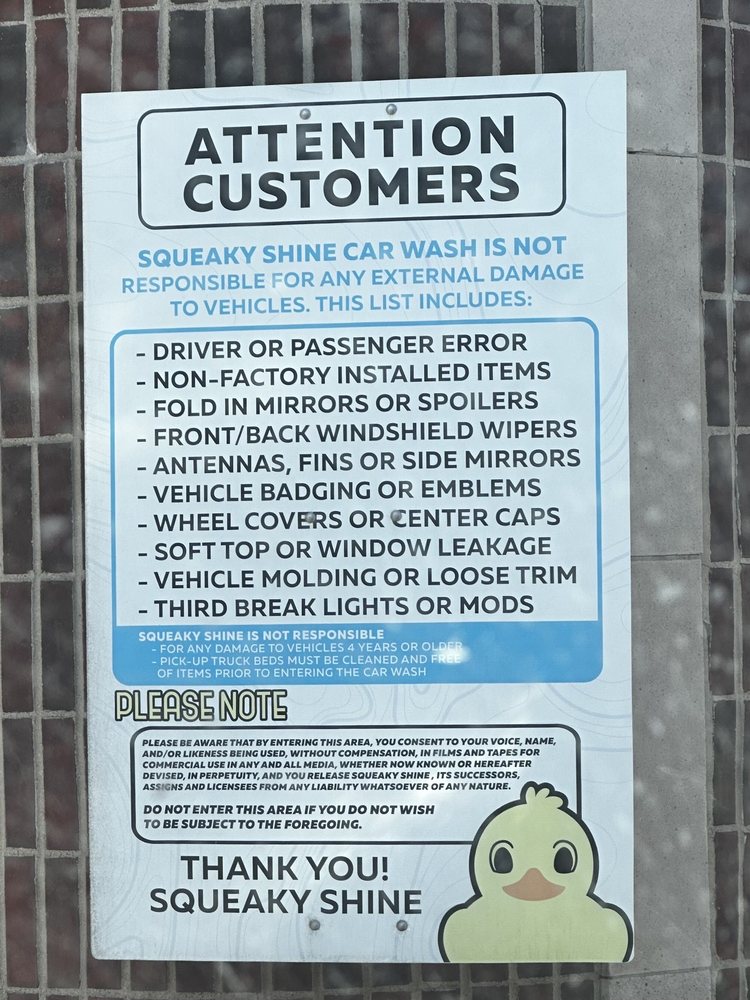 ATTENTION
CUSTOMERS
SQUEAKY SHINE CAR WASH IS NOT
RESPONSIBLE FOR ANY EXTERNAL DAMAGE
TO VEHICLES. THIS LIST INCLUDES:
- DRIVER OR PASSENGER ERROR
- NON-FACTORY INSTALLED ITEMS
- FOLD IN MIRRORS OR SPOILERS
- FRONT/BACK WINDSHIELD WIPERS
- ANTENNAS, FINS OR SIDE MIRRORS
- VEHICLE BADGING OR EMBLEMS
- WHEEL COVERS OR CENTER CAPS
- SOFT TOP OR WINDOW LEAKAGE
- VEHICLE MOLDING OR LOOSE TRIM
- THIRD BREAK LIGHTS OR MODS
SQUEAKY SHINE IS NOT RESPONSIBLE
- FOR ANY DAMAGE TO VEHICLES 4 YEARS OR OLDER
- PICK-UP TRUCK BEDS MUST BE CLEANED AND FREE
OF ITEMS PRIOR TO ENTERING THE CAR WASH
PLEASE NOTE
PLEASE BE AWARE THAT BY ENTERING THIS AREA, YOU CONSENT TO YOUR VOICE, NAME,
AND/OR LIKENESS BEING USED, WITHOUT COMPENSATION, IN FILMS AND TAPES FOR
COMMERCIAL USE IN ANY AND ALL MEDIA, WHETHER NOW KNOWN OR HEREAFTER
DEVISED, IN PERPETUITY, AND YOU RELEASE SQUEAKY SHINE , ITS SUCCESSORS,
ASSIGNS AND LICENSEES FROM ANY LIABILITY WHATSOEVER OF ANY NATURE.
DO NOT ENTER THIS AREA IF YOU DO NOT WISH
TO BE SUBJECT TO THE FOREGOING.
THANK YOU!
SQUEAKY SHINE